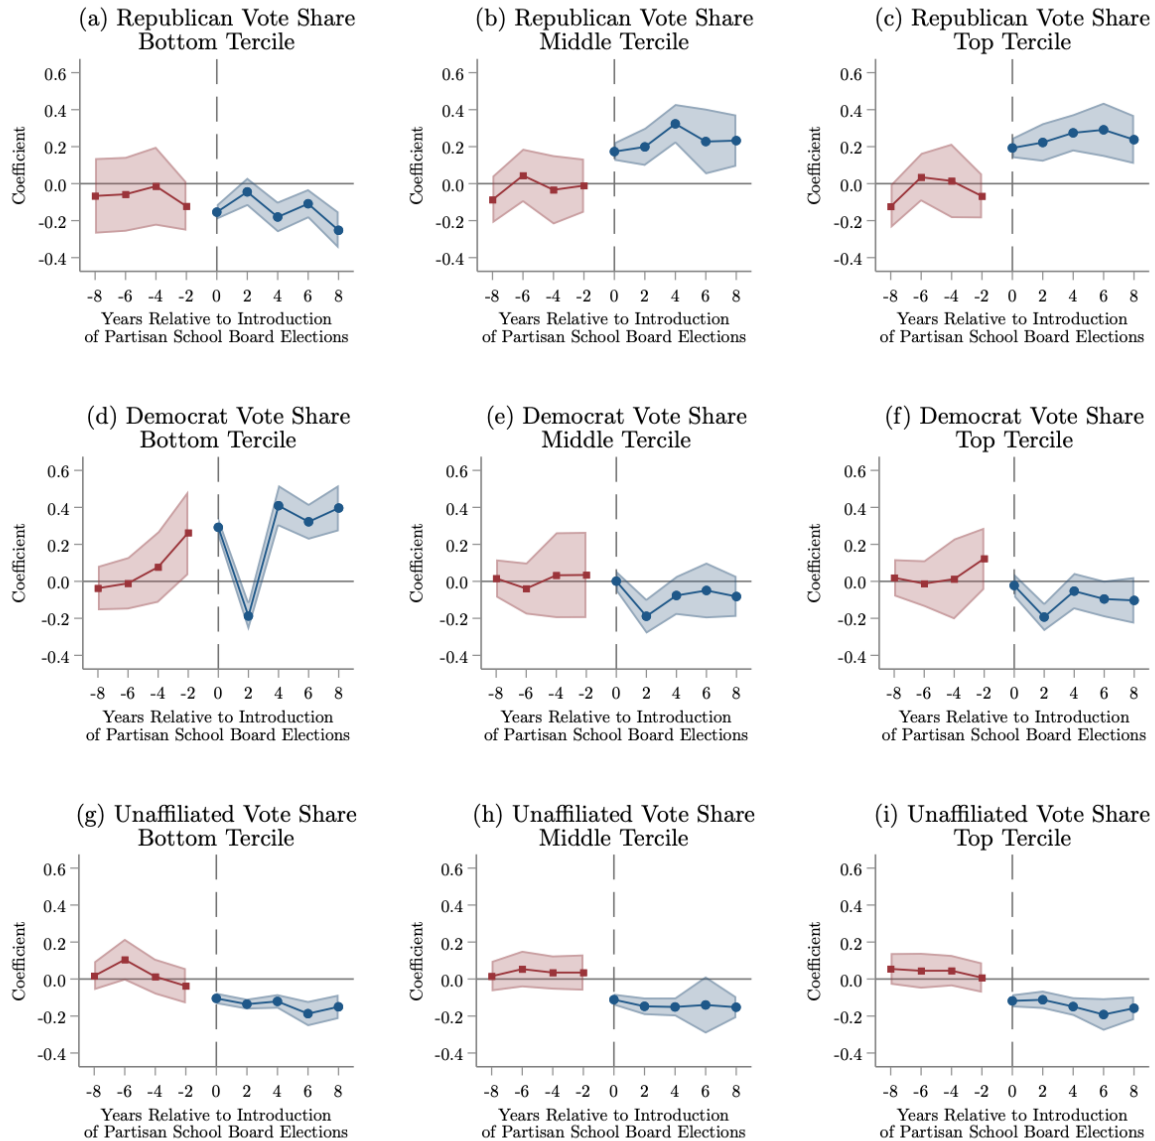 (a) Republican Vote Share
Bottom Tercile
Coefficient
0.6
0.4
0.2
0.0
-0.2
-0.4
-8 -6 -4 -2 0 2 4 6 8
Years Relative to Introduction
of Partisan School Board Elections
(b) Republican Vote Share
Middle Tercile
Coefficient
0.6
0.4
0.2
0.0
-0.2
-0.4
-8 -6 -4 -2 0 2 4 6 8
Years Relative to Introduction
of Partisan School Board Elections
(c) Republican Vote Share
Top Tercile
Coefficient
0.6
0.4
0.2
0.0
-0.2
-0.4
-8 -6 -4 -2 0 2 4 6 8
Years Relative to Introduction
of Partisan School Board Elections
(d) Democrat Vote Share
Bottom Tercile
Coefficient
0.6
0.4
0.2
0.0
-0.2
-0.4
-8 -6 -4 -2 0 2 4 6 8
Years Relative to Introduction
of Partisan School Board Elections
(e) Democrat Vote Share
Middle Tercile
Coefficient
0.6
0.4
0.2
0.0
-0.2
-0.4
-8 -6 -4 -2 0 2 4 6 8
Years Relative to Introduction
of Partisan School Board Elections
(f) Democrat Vote Share
Top Tercile
Coefficient
0.6
0.4
0.2
0.0
-0.2
-0.4
-8 -6 -4 -2 0 2 4 6 8
Years Relative to Introduction
of Partisan School Board Elections
(g) Unaffiliated Vote Share
Bottom Tercile
Coefficient
0.6
0.4
0.2
0.0
-0.2
-0.4
-8 -6 -4 -2 0 2 4 6 8
Years Relative to Introduction
of Partisan School Board Elections
(h) Unaffiliated Vote Share
Middle Tercile
Coefficient
0.6
0.4
0.2
0.0
-0.2
-0.4
-8 -6 -4 -2 0 2 4 6 8
Years Relative to Introduction
of Partisan School Board Elections
(i) Unaffiliated Vote Share
Top Tercile
Coefficient
0.6
0.4
0.2
0.0
-0.2
-0.4
-8 -6 -4 -2 0 2 4 6 8
Years Relative to Introduction
of Partisan School Board Elections